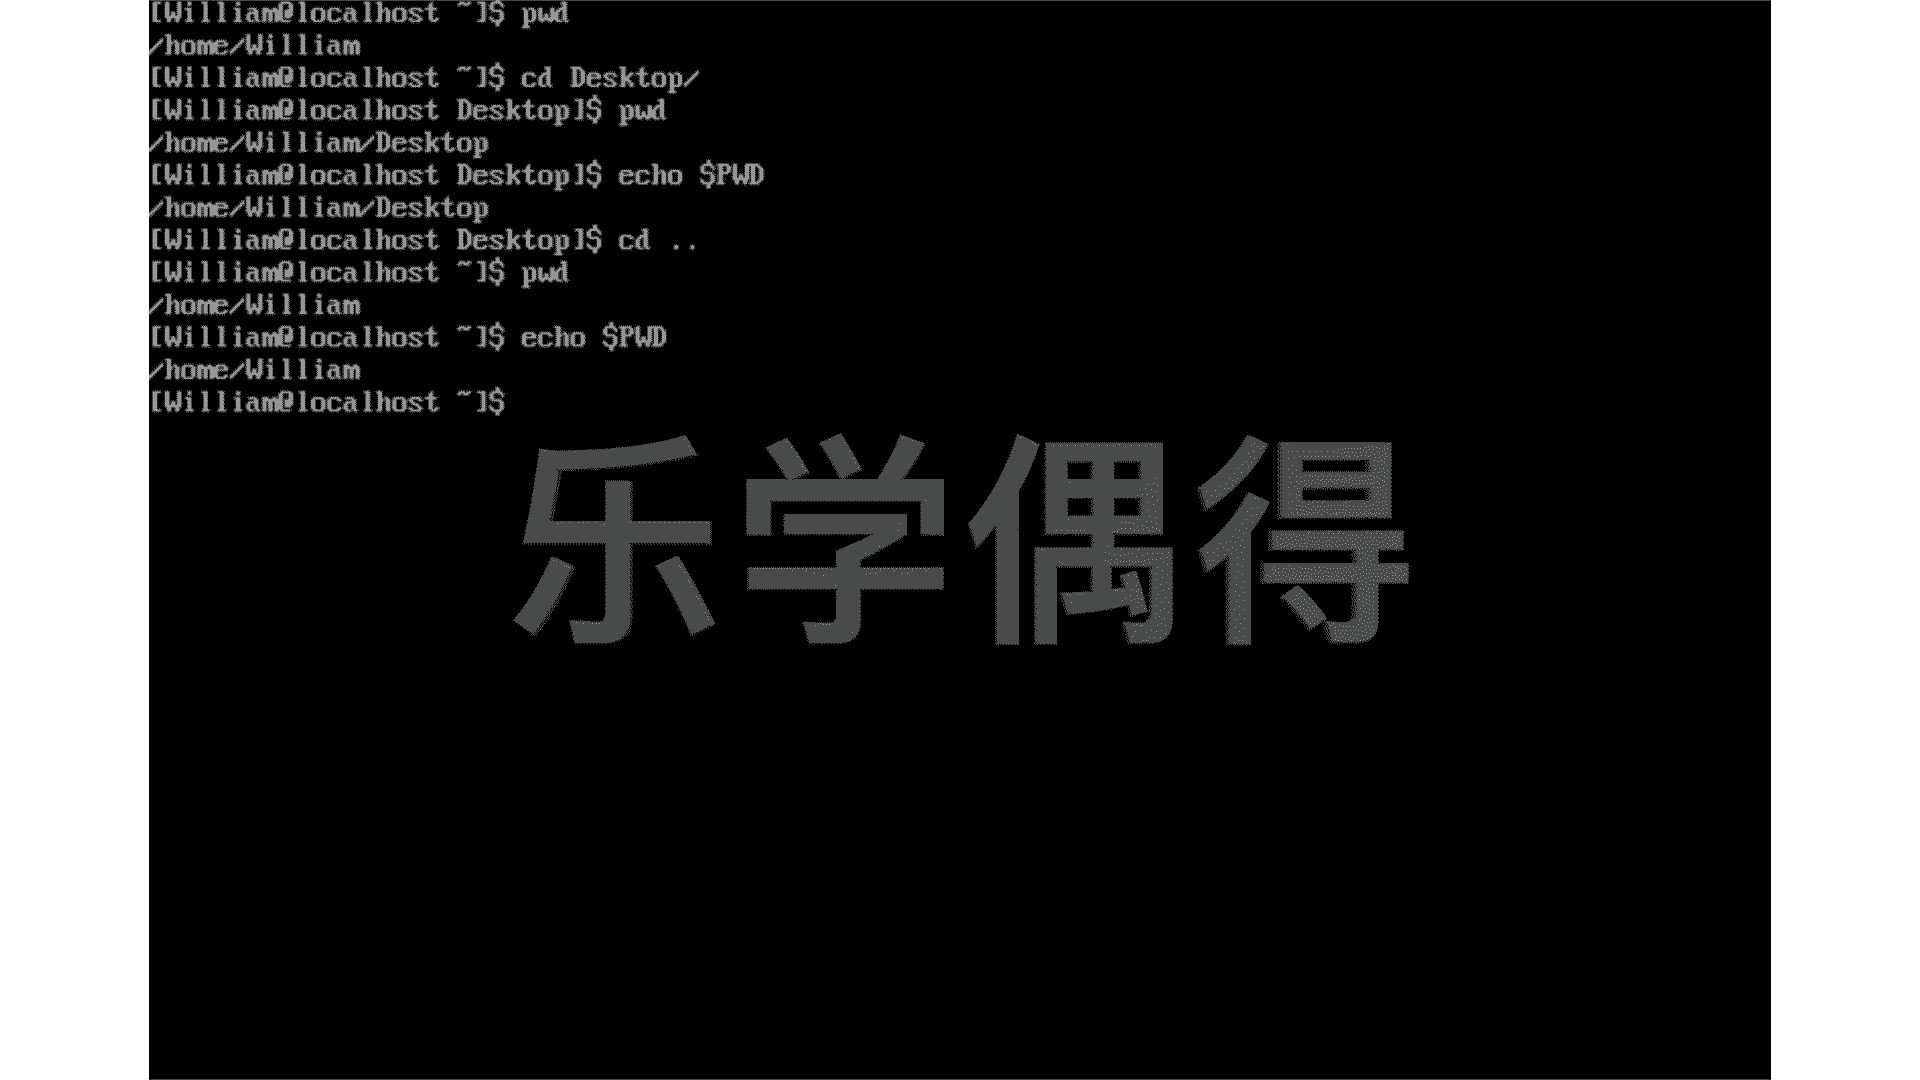 [William@localhost ~]$ pwd
/home/William
[William@localhost ~]$ cd Desktop/
[William@localhost Desktop]$ pwd
/home/William/Desktop
[William@localhost Desktop]$ echo $PWD
/home/William/Desktop
[William@localhost Desktop]$ cd ..
[William@localhost ~]$ pwd
/home/William
[William@localhost ~]$ echo $PWD
/home/William
[William@localhost ~]$
乐学偶得